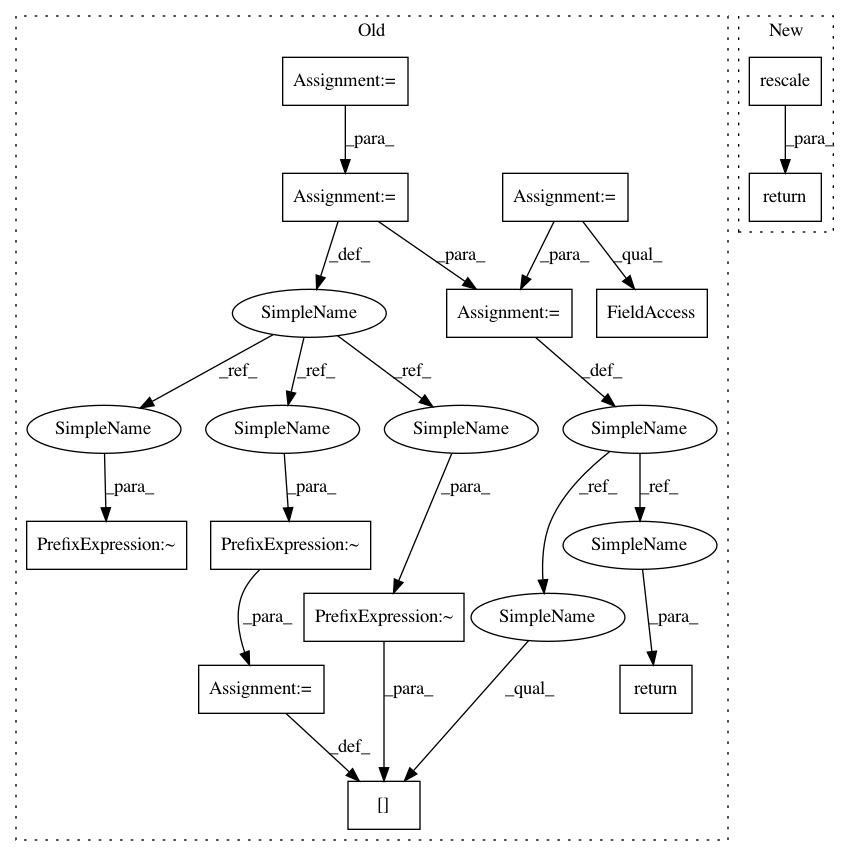 Old
New
Assignment:=
rescale
_para_
_para_
Assignment:=
Assignment:=
return
_def_
_para_
_para_
_qual_
SimpleName
Assignment:=
FieldAccess
_ref_
_ref_
_ref_
_def_
SimpleName
SimpleName
SimpleName
SimpleName
_para_
_para_
_para_
_ref_
_ref_
PrefixExpression:~
PrefixExpression:~
SimpleName
_para_
PrefixExpression:~
SimpleName
_para_
Assignment:=
_para_
_qual_
return
_def_
[]